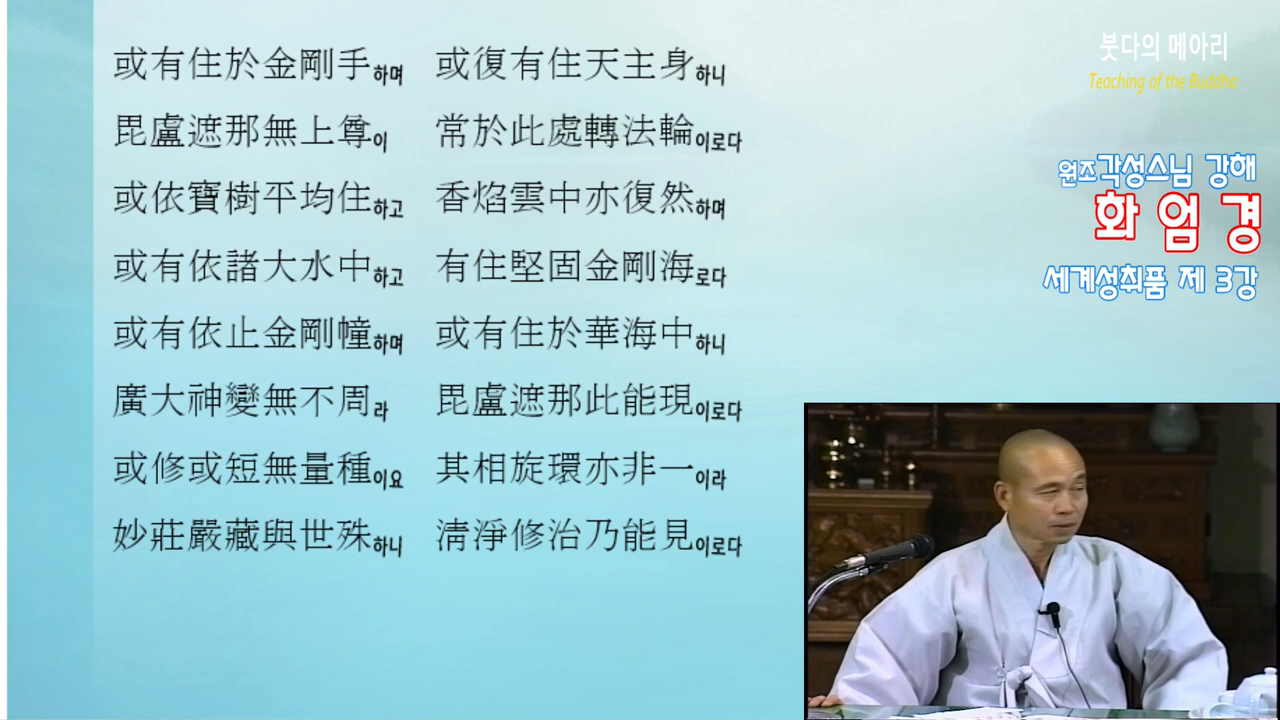 或有住於金剛手하며 或復有住天主身하니
毘盧遮那無上尊이 常於此處轉法輪이로다
或依寶樹平均住하고 香焰雲中亦復然하며
或有依諸大水中하고 有住堅固金剛海로다
或有依止金剛幢하며 或有住於華海中하니
廣大神變無不周라 毘盧遮那此能現이로다
或修或短無量種이요 其相旋環亦非一이라
妙莊嚴藏與世殊하니 淸淨修治乃能見이로다
붓다의 메아리
Teaching of the Buddha
원조각성스님 강해
화엄경
세계성취품 제 3강